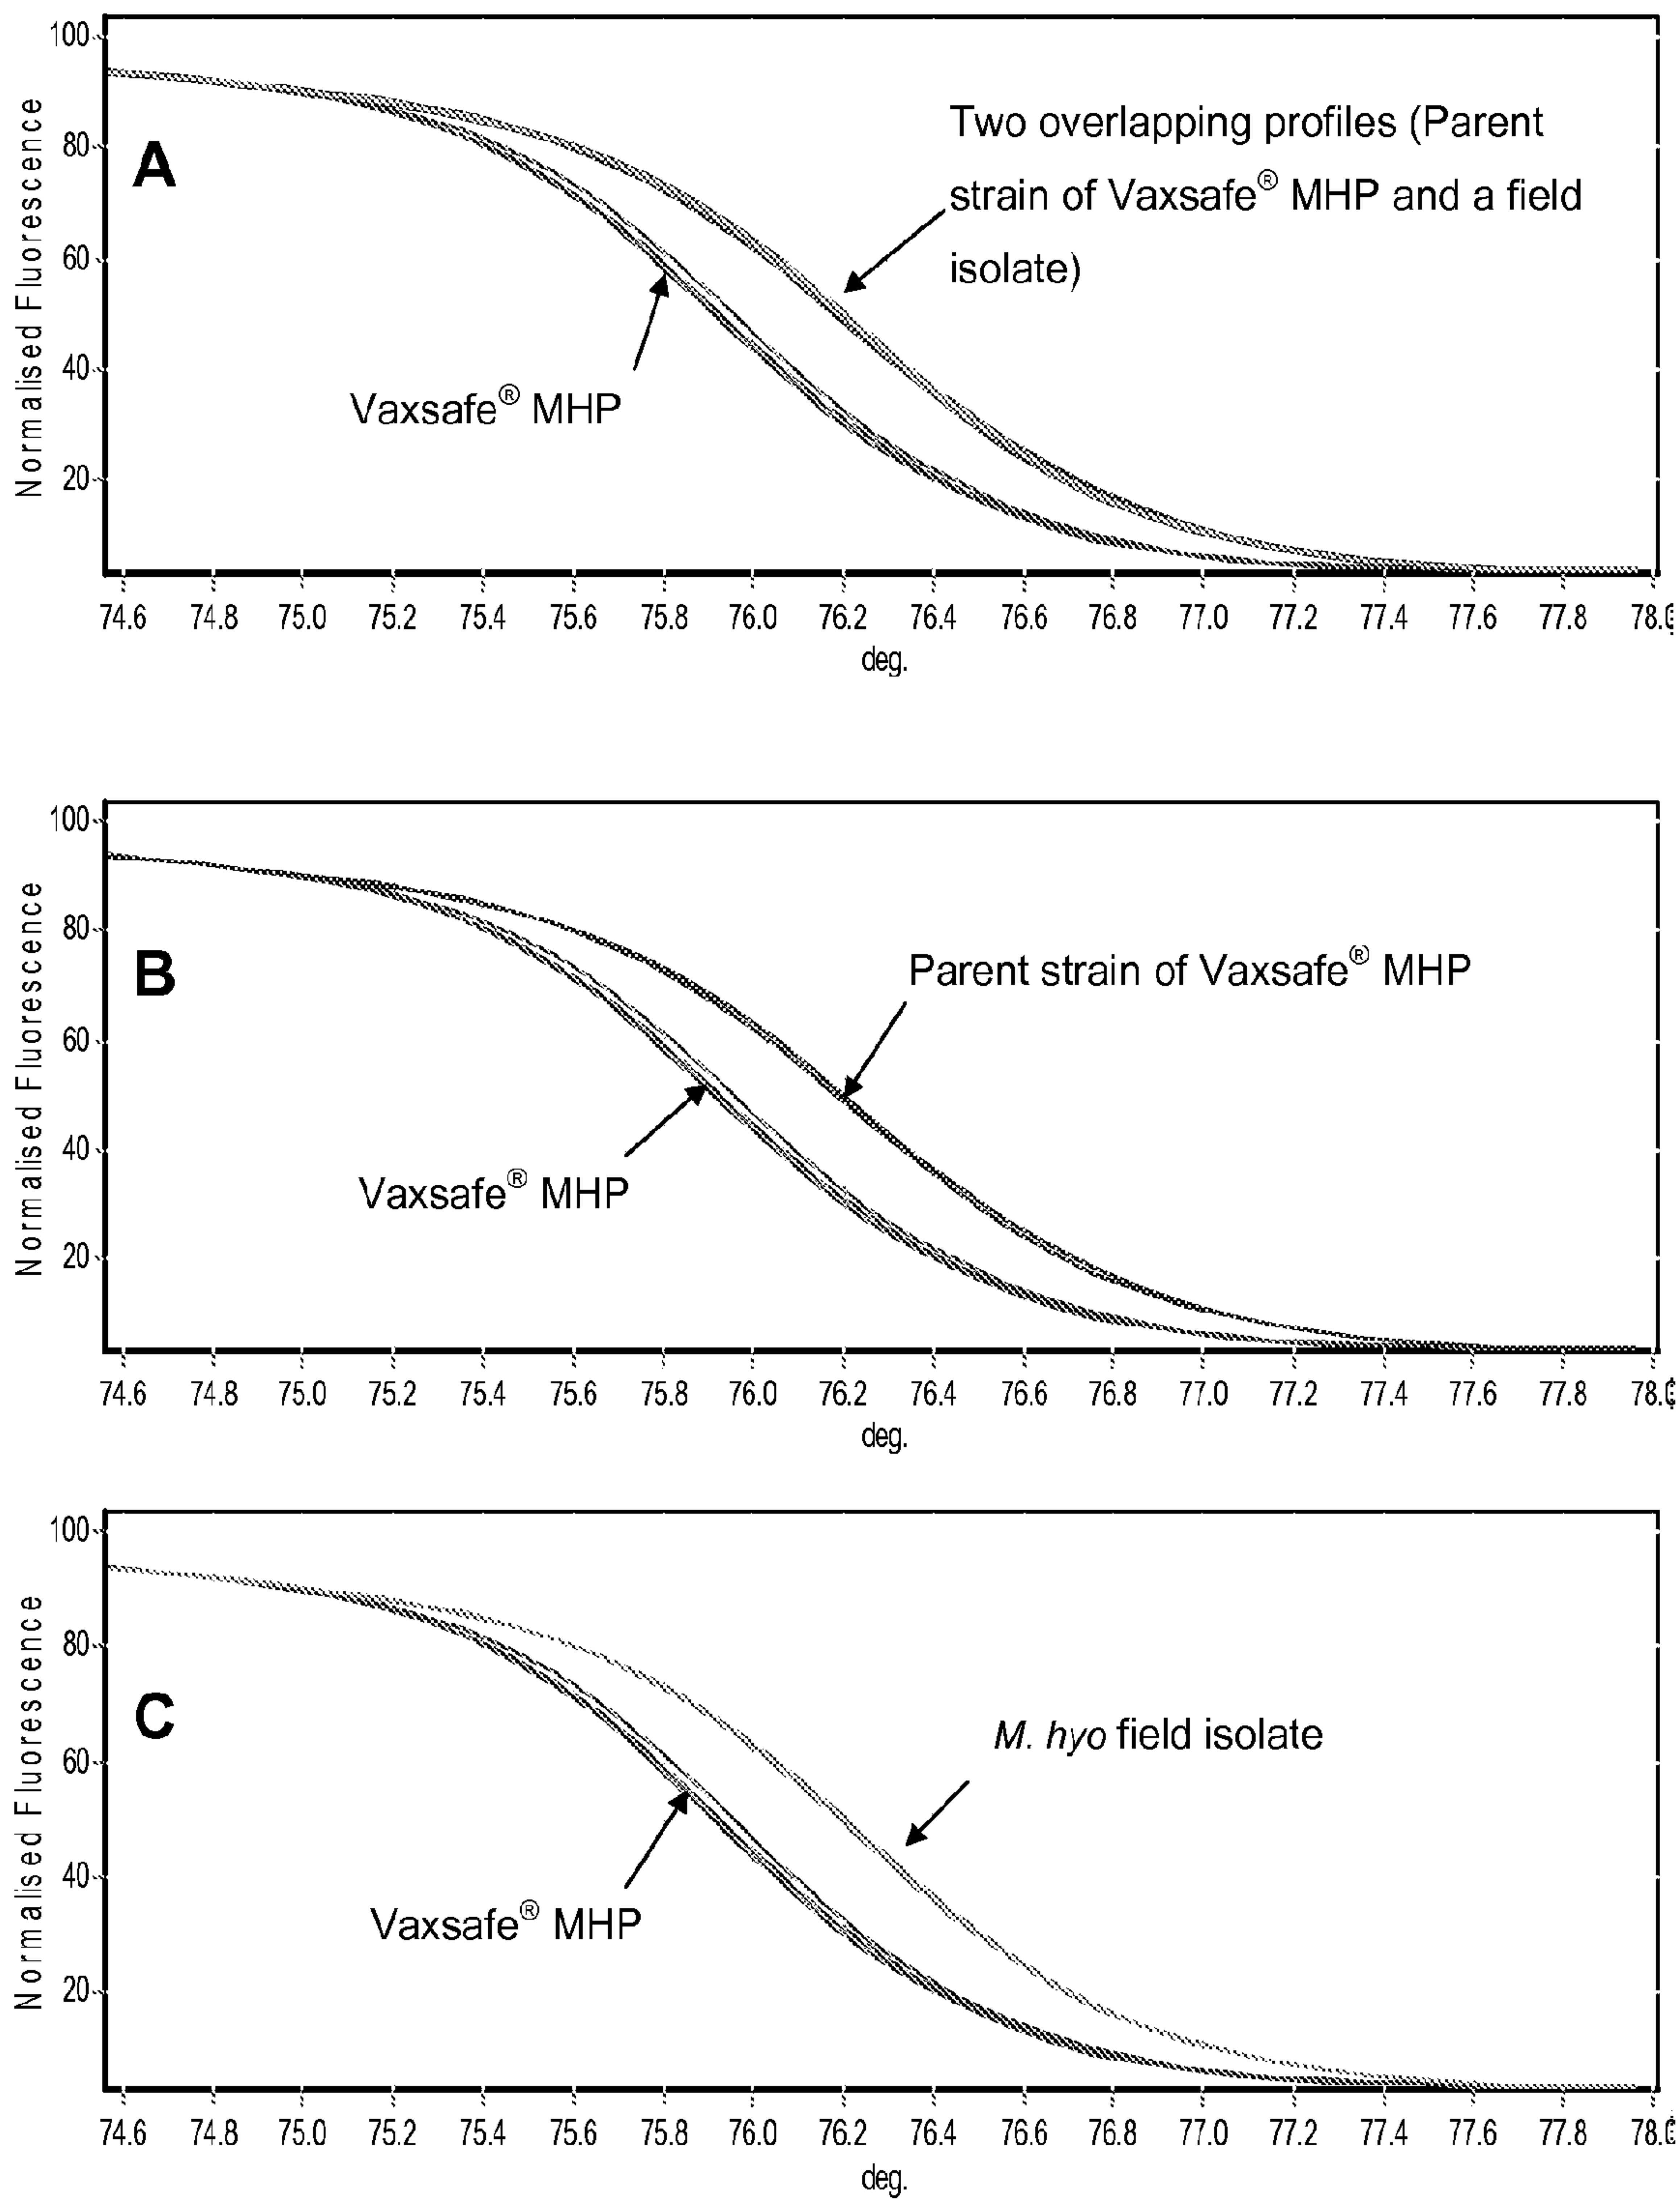 100
80
60
40
20
Normalised Fluorescence
A
Two overlapping profiles (Parent
strain of Vaxsafe® MHP and a field
isolate)
Vaxsafe® MHP
74.6 74.8 75.0 75.2 75.4 75.6 75.8 76.0 76.2 76.4 76.6 76.8 77.0 77.2 77.4 77.6 77.8 78.0
deg.
100
80
60
40
20
Normalised Fluorescence
B
Parent strain of Vaxsafe® MHP
Vaxsafe® MHP
74.6 74.8 75.0 75.2 75.4 75.6 75.8 76.0 76.2 76.4 76.6 76.8 77.0 77.2 77.4 77.6 77.8 78.0
deg.
100
80
60
40
20
Normalised Fluorescence
C
M. hyo field isolate
Vaxsafe® MHP
74.6 74.8 75.0 75.2 75.4 75.6 75.8 76.0 76.2 76.4 76.6 76.8 77.0 77.2 77.4 77.6 77.8 78.0
deg.